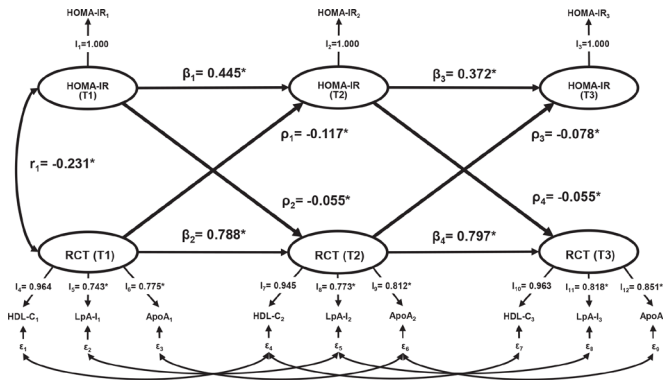 HOMA-IR₁ HOMA-IR₂ HOMA-IR₃
l₁=1.000 l₂=1.000 l₃=1.000
HOMA-IR (T1) β₁= 0.445* HOMA-IR (T2) β₃= 0.372* HOMA-IR (T3)
ρ₁= -0.117* ρ₃= -0.078*
r₁= -0.231*
ρ₂= -0.055* ρ₄= -0.055*
RCT (T1) β₂= 0.788* RCT (T2) β₄= 0.797* RCT (T3)
l₄= 0.964 l₅= 0.743* l₆= 0.775* l₇= 0.945 l₈= 0.773* l₉= 0.812* l₁₀= 0.963 l₁₁= 0.818* l₁₂= 0.851*
HDL-C₁ LpA-I₁ ApoA₁ HDL-C₂ LpA-I₂ ApoA₂ HDL-C₃ LpA-I₃ ApoA
ε₁ ε₂ ε₃ ε₄ ε₅ ε₆ ε₇ ε₈ ε₉